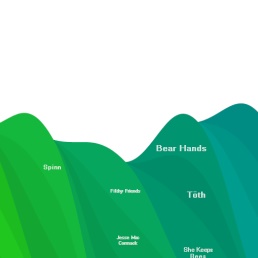 Bear Hands
Spinn
Filthy Friends
Tōth
Jesse Mac
Cormack
She Keeps
Bees